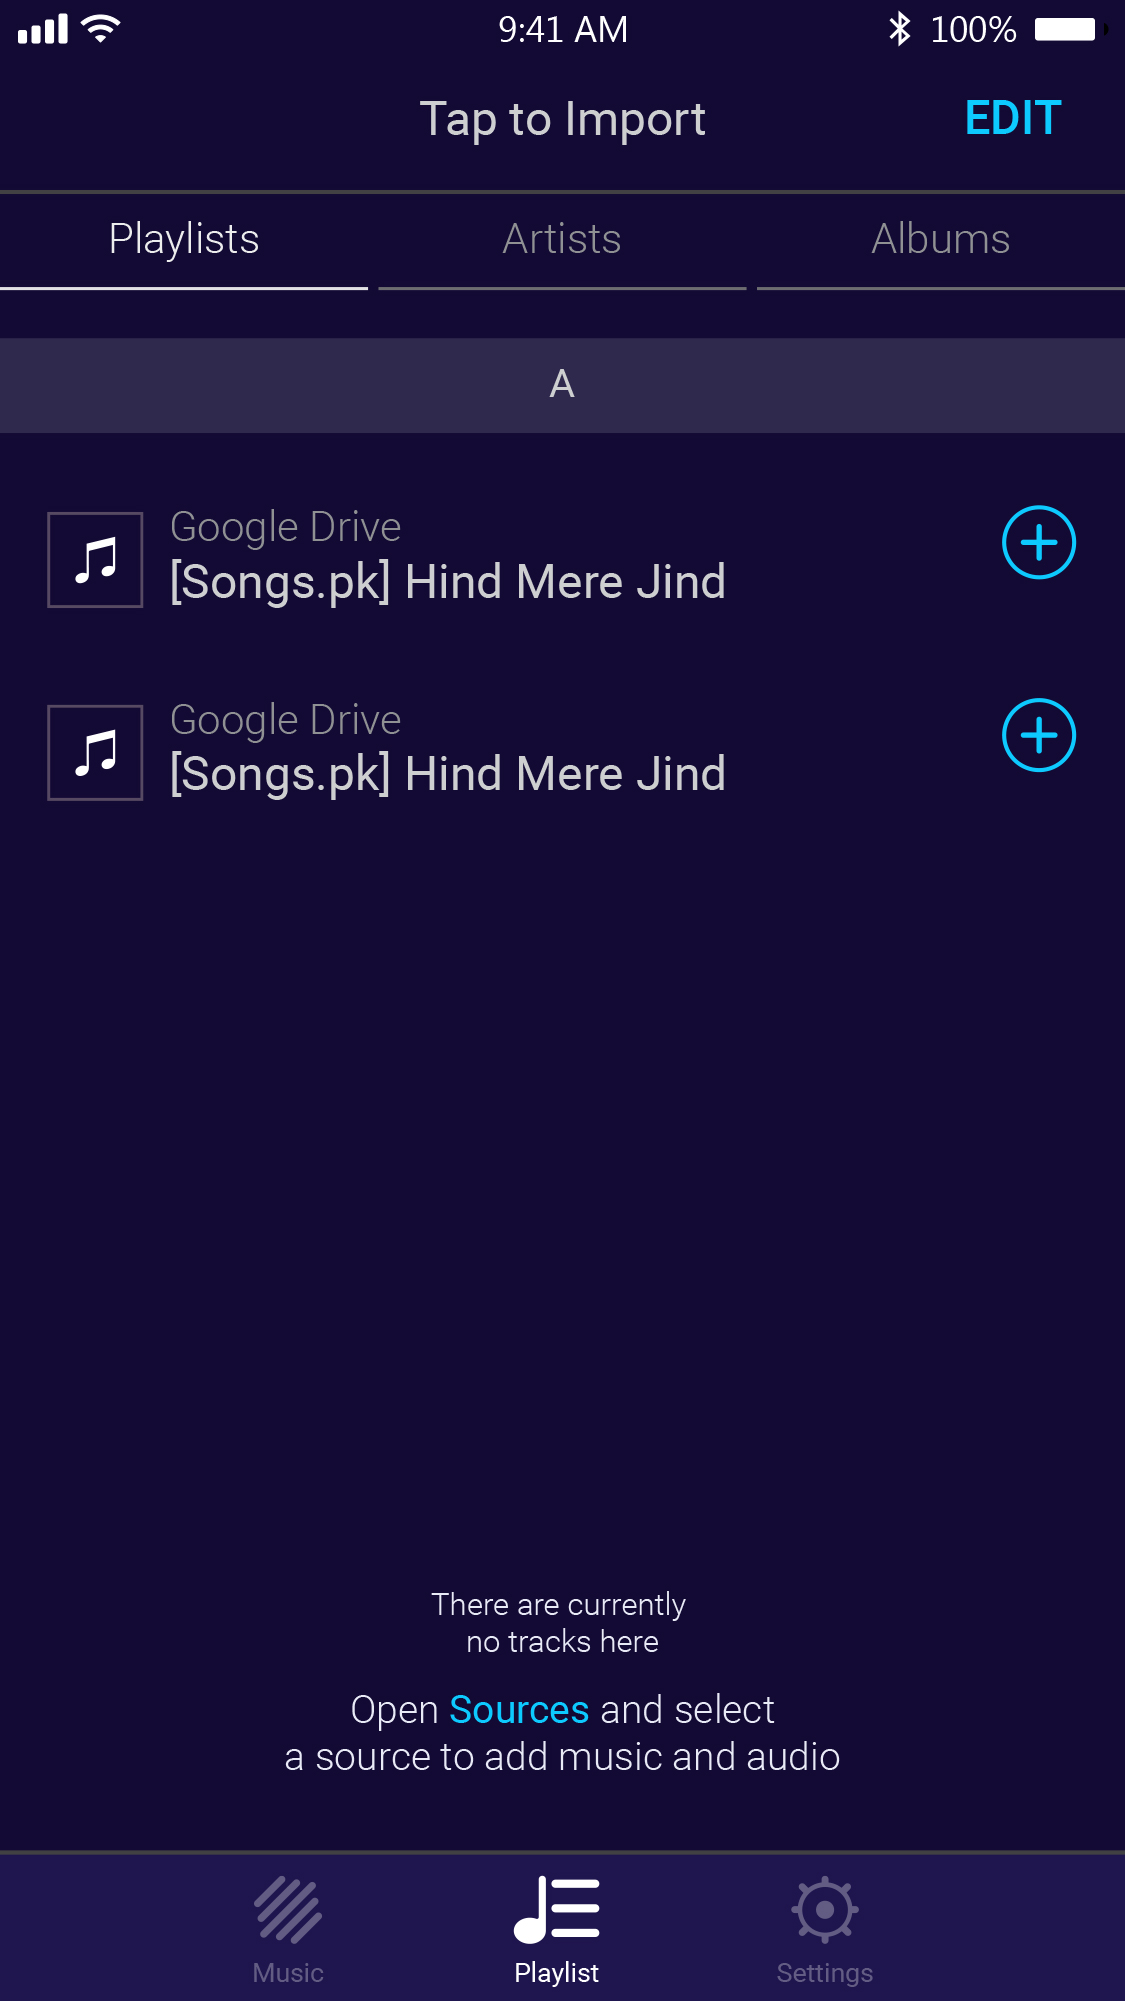 9:41 AM
100%
Tap to Import
EDIT
Playlists
Artists
Albums
A
Google Drive
[Songs.pk] Hind Mere Jind
Google Drive
[Songs.pk] Hind Mere Jind
There are currently
no tracks here
Open Sources and select
a source to add music and audio
Music
Playlist
Settings